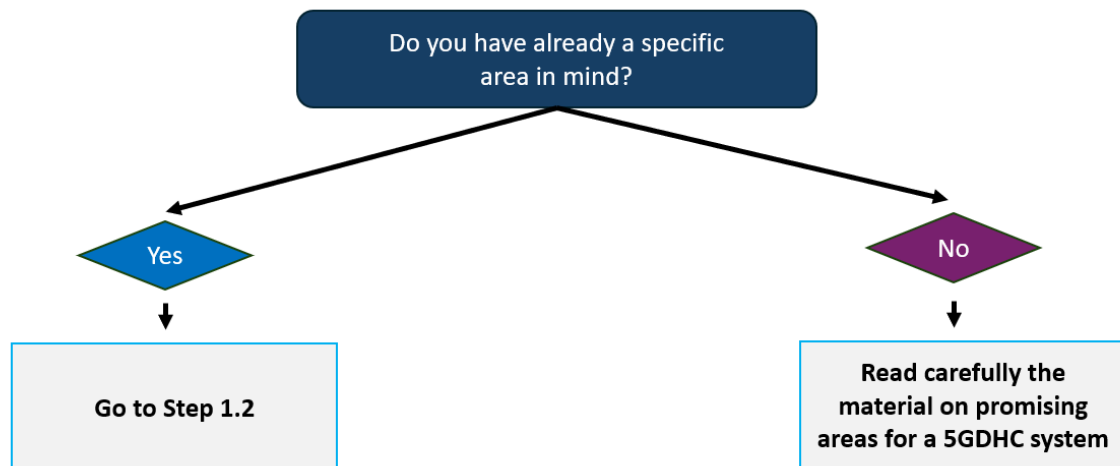 Do you have already a specific
area in mind?
Yes
No
Go to Step 1.2
Read carefully the
material on promising
areas for a 5GDHC system